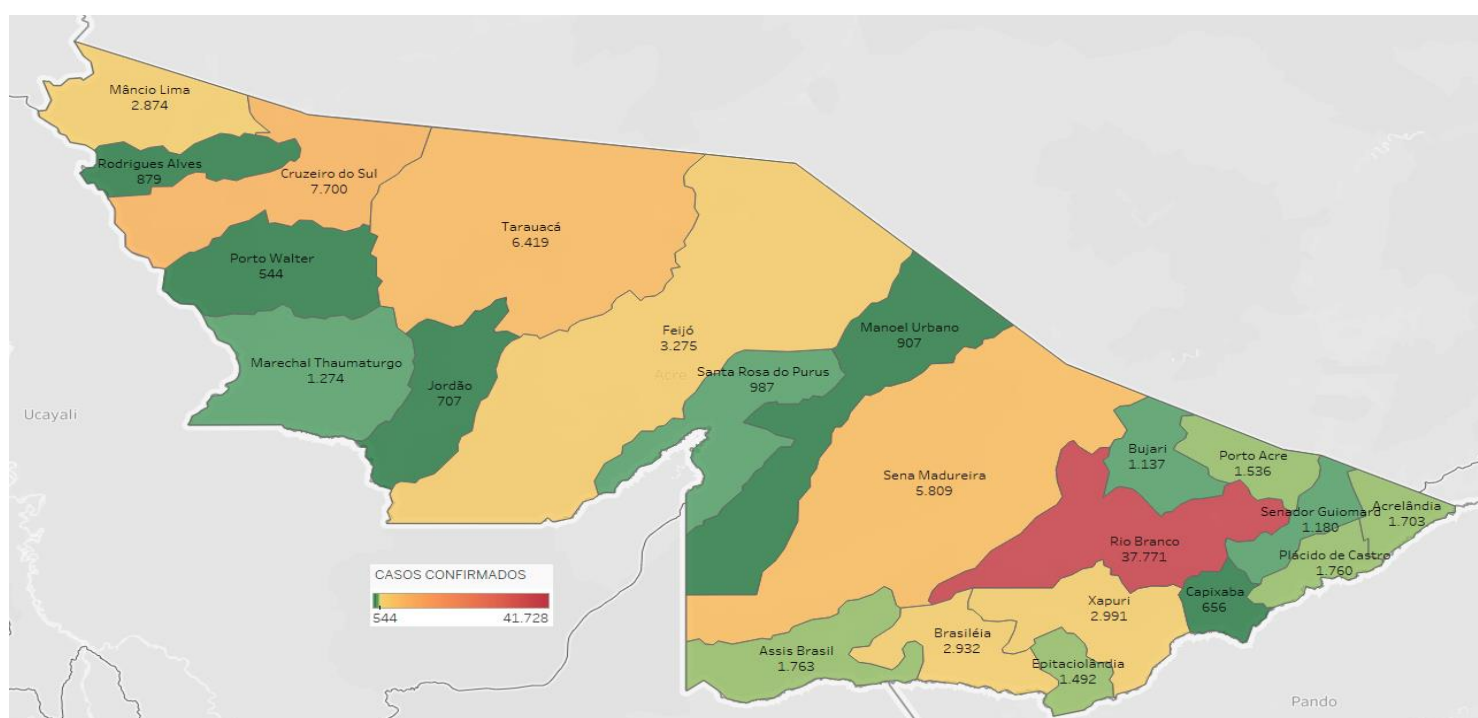 Mâncio Lima
2.874
Rodrigues Alves
879
Cruzeiro do Sul
7.700
Tarauacá
6.419
Porto Walter
544
Feijó
3.275
Manoel Urbano
907
Marechal Thaumaturgo
1.274
Jordão
707
Santa Rosa do Purus
987
Acre
Ucayali
Sena Madureira
5.809
Bujari
1.137
Porto Acre
1.536
Senador Guiomard
1.180
Acrelândia
1.703
Rio Branco
37.771
Plácido de Castro
1.760
Capixaba
656
Xapuri
2.991
Brasiléia
2.932
Assis Brasil
1.763
Epitaciolândia
1.492
Pando
CASOS CONFIRMADOS
544 41.728